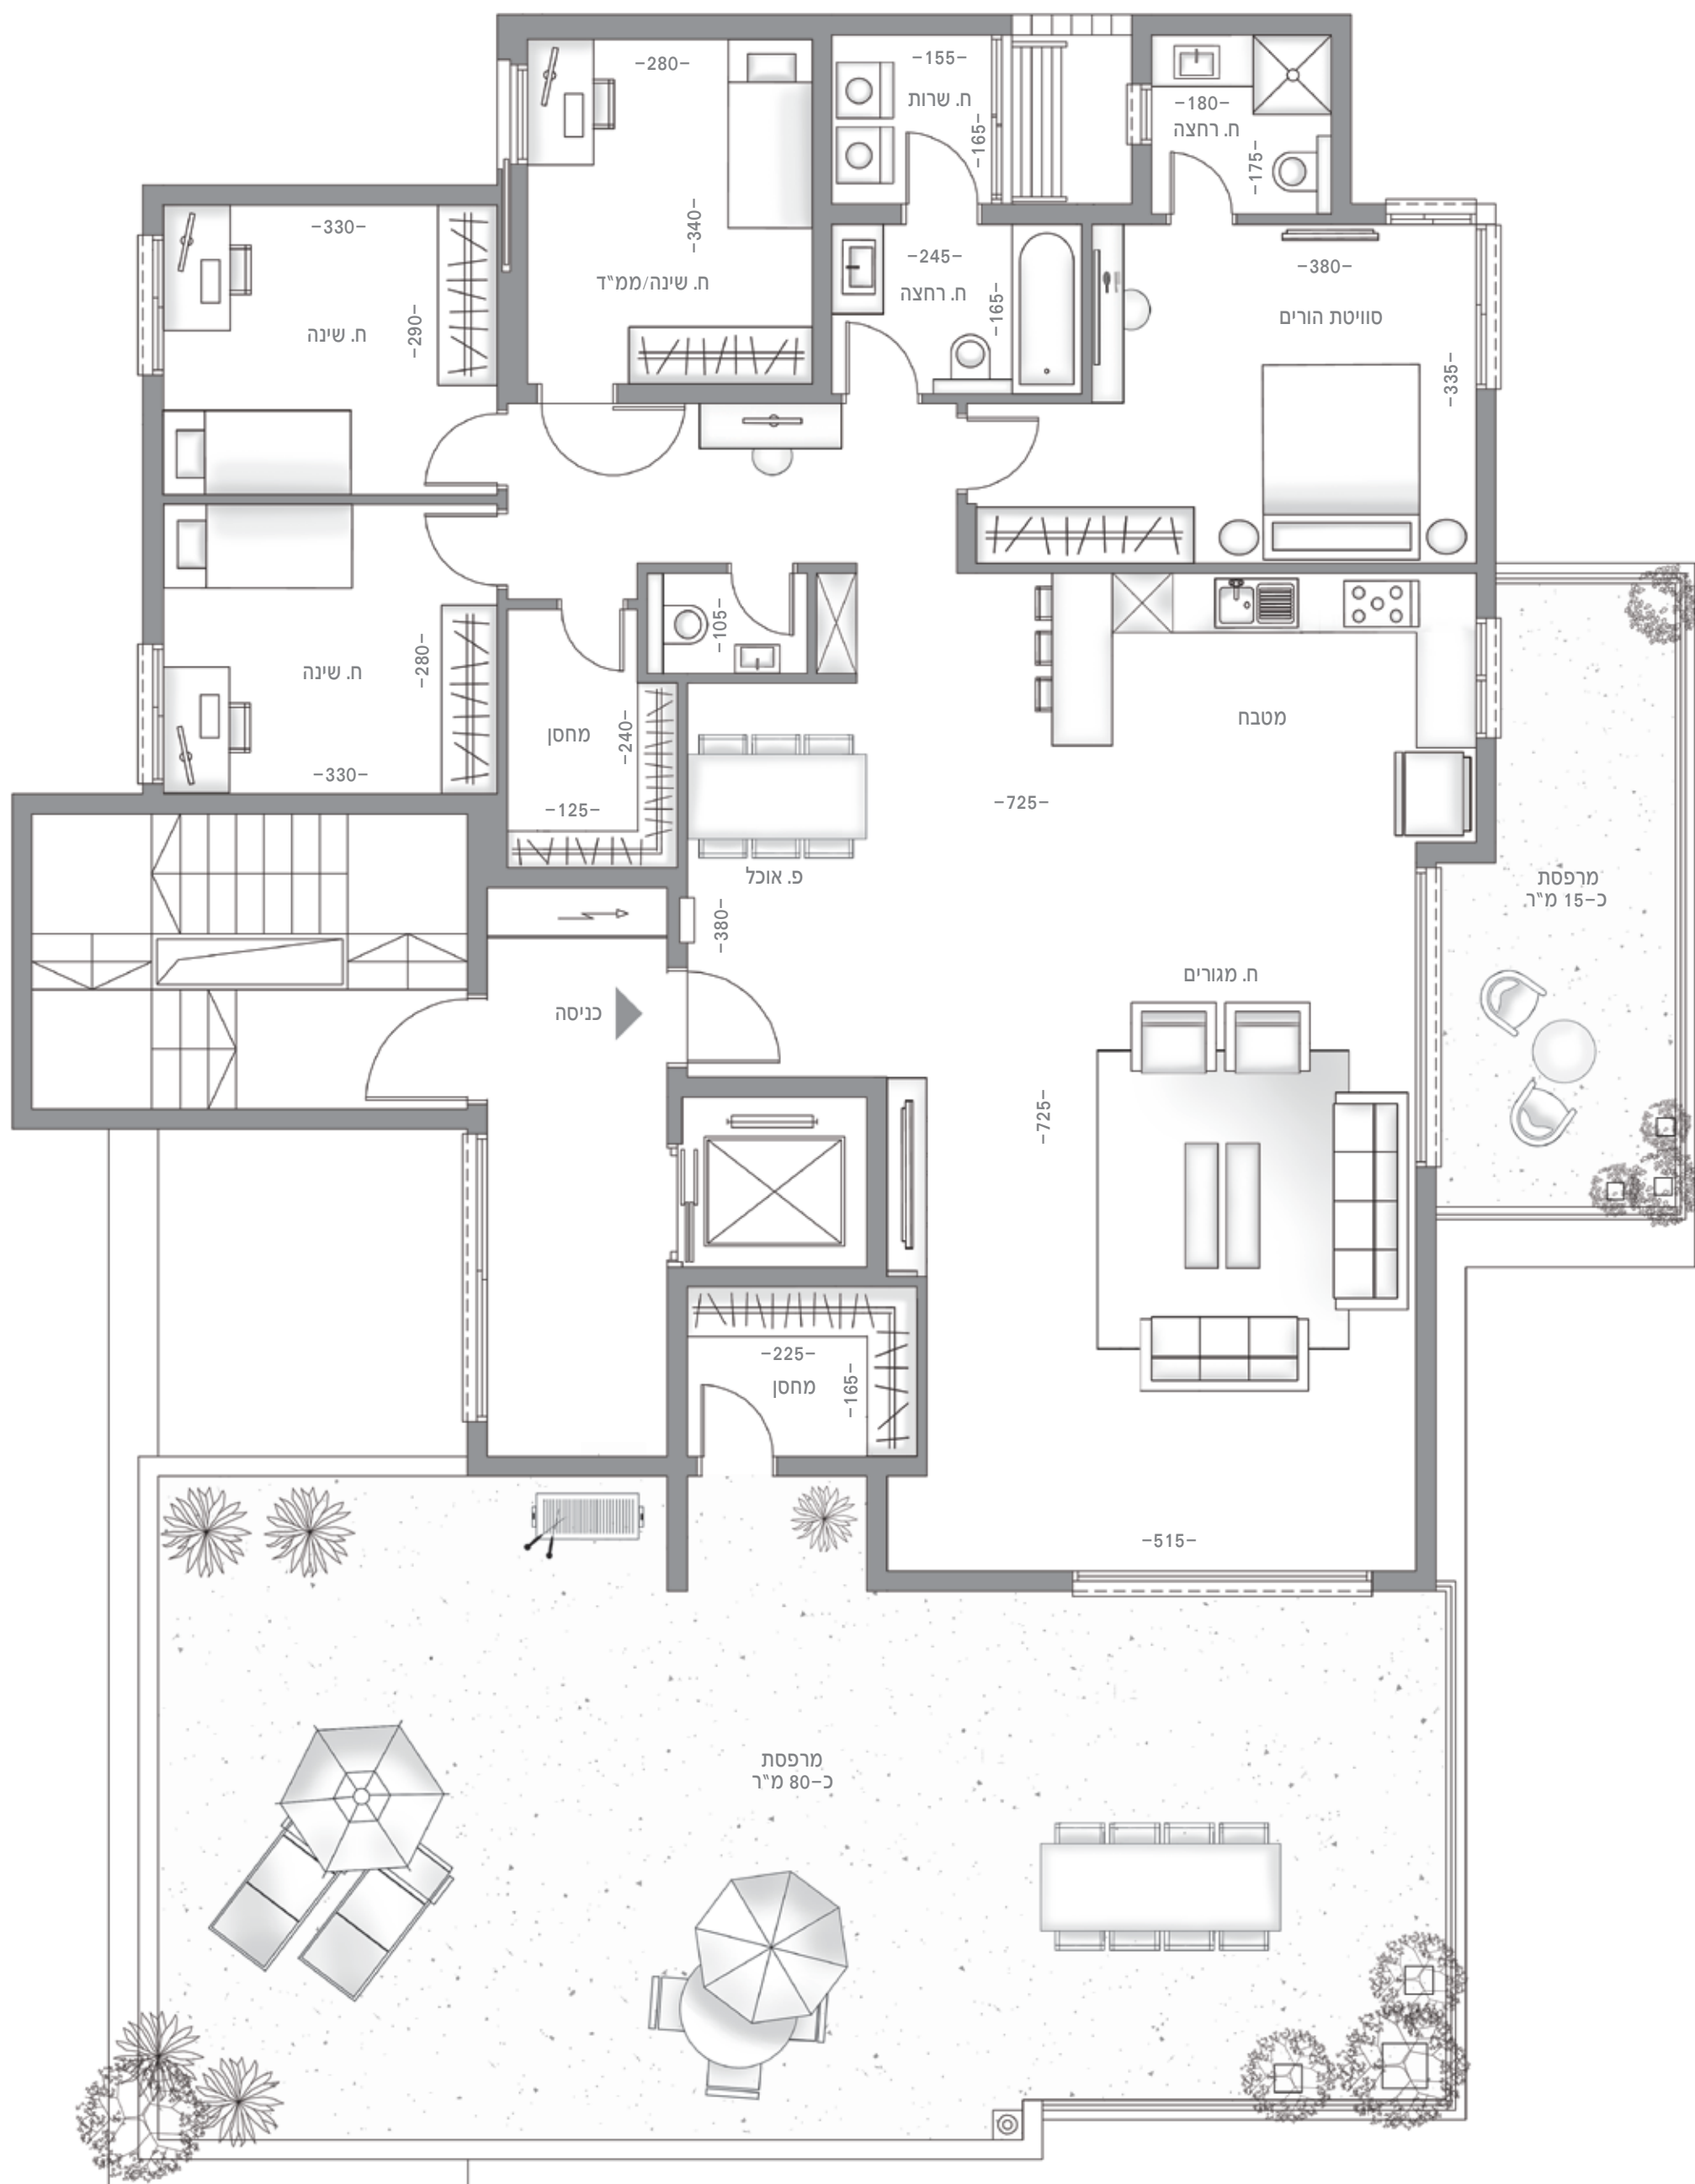 -280-
-340-
ח. שינה/ממ"ד
-155-
ח. שרות
-165-
-180-
ח. רחצה
-175-
-330-
ח. שינה
-290-
-245-
ח. רחצה
-165-
-380-
סוויטת הורים
-335-
ח. שינה
-280-
-330-
-105-
מחסן
-240-
-125-
מטבח
-725-
פ. אוכל
-380-
מרפסת
כ-15 מ"ר
ח. מגורים
כניסה
-725-
-225-
מחסן
-165-
-515-
מרפסת
כ-80 מ"ר